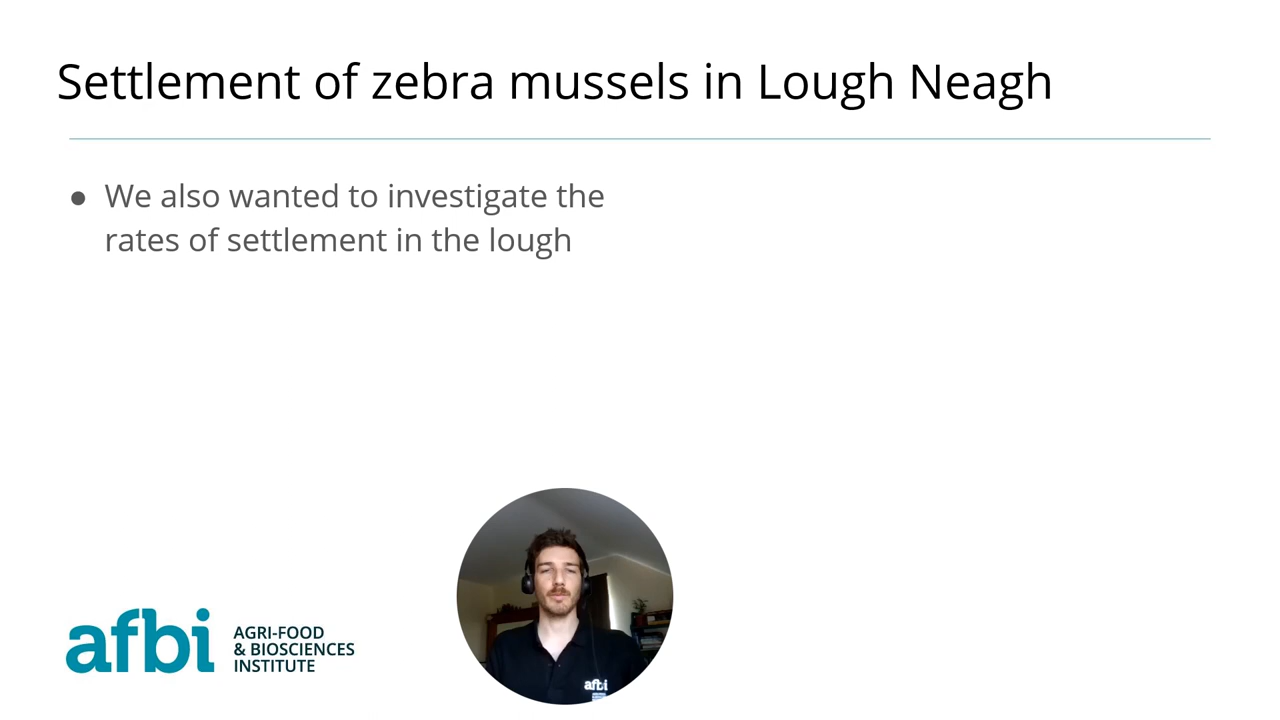 Settlement of zebra mussels in Lough Neagh
● We also wanted to investigate the
rates of settlement in the lough
afbi
AGRI-FOOD
& BIOSCIENCES
INSTITUTE
afbi